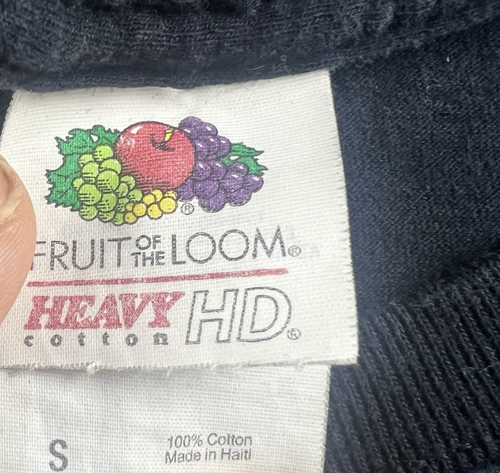 FRUIT OF THE LOOM®
HEAVY cotton HD®
S
100% Cotton
Made in Haiti